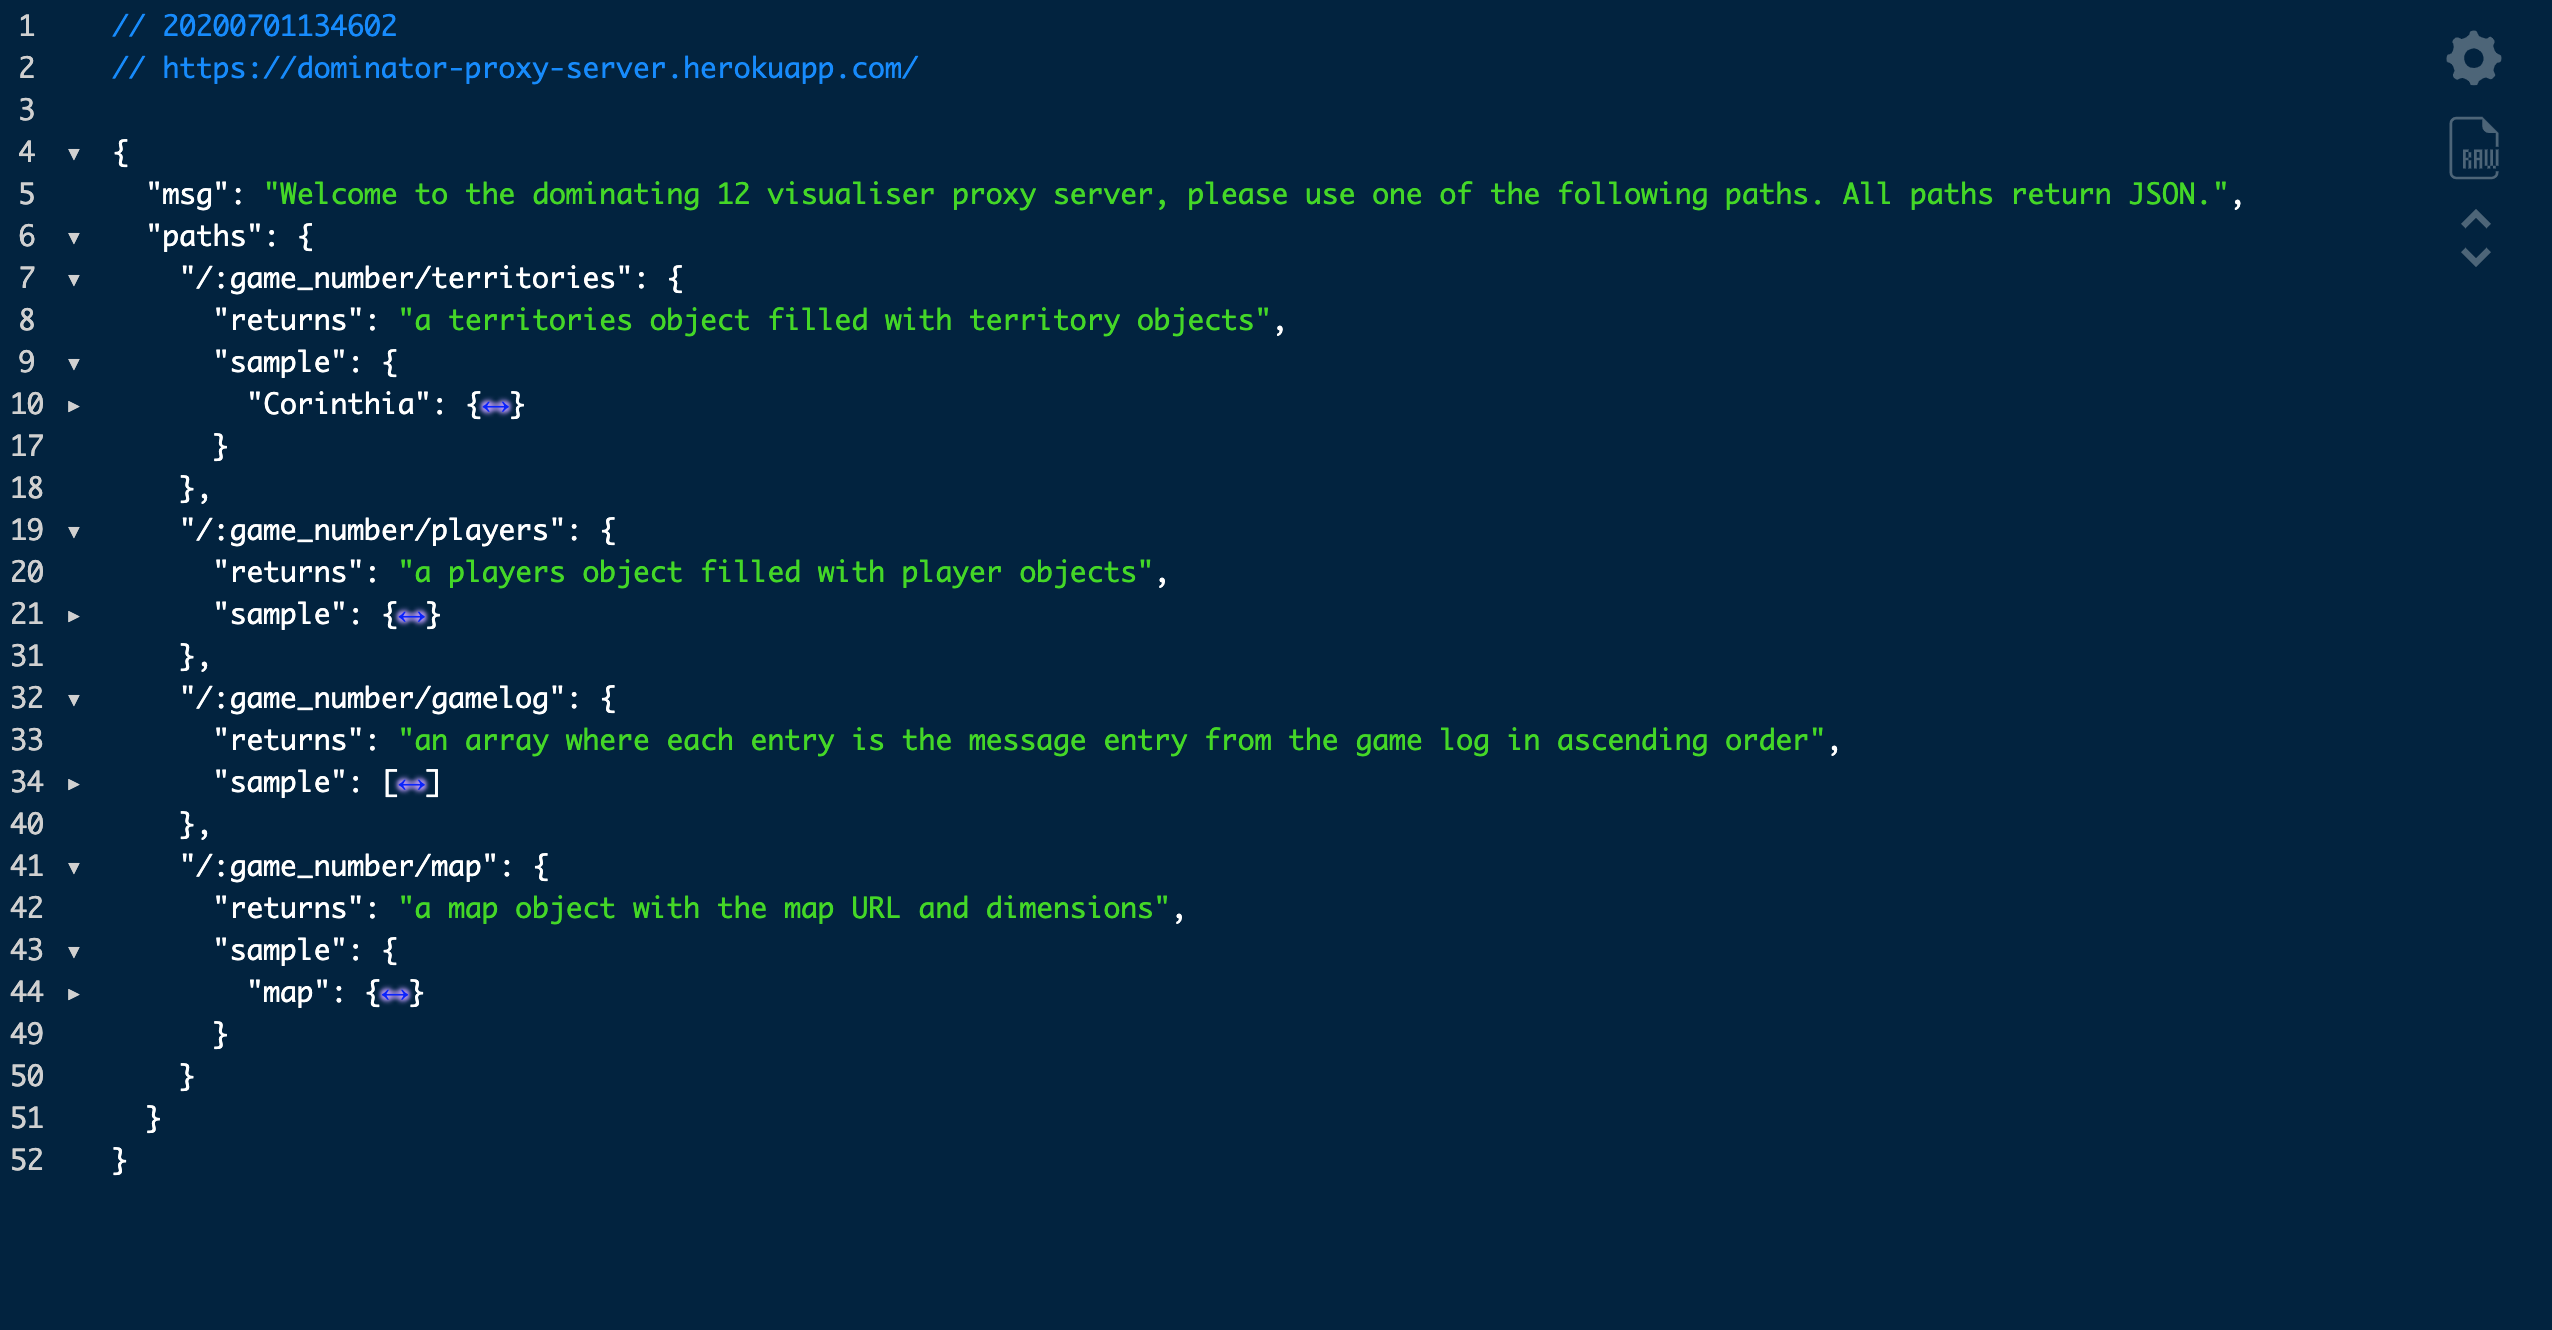 1 // 20200701134602
2 // https://dominator-proxy-server.herokuapp.com/
3
4 ▼ {
5 "msg": "Welcome to the dominating 12 visualiser proxy server, please use one of the following paths. All paths return JSON.",
6 ▼ "paths": {
7 ▼ "/:game_number/territories": {
8 "returns": "a territories object filled with territory objects",
9 ▼ "sample": {
10 ► "Corinthia": {↔}
17 }
18 },
19 ▼ "/:game_number/players": {
20 "returns": "a players object filled with player objects",
21 ► "sample": {↔}
31 },
32 ▼ "/:game_number/gamelog": {
33 "returns": "an array where each entry is the message entry from the game log in ascending order",
34 ► "sample": [↔]
40 },
41 ▼ "/:game_number/map": {
42 "returns": "a map object with the map URL and dimensions",
43 ▼ "sample": {
44 ► "map": {↔}
49 }
50 }
51 }
52 }
RAW